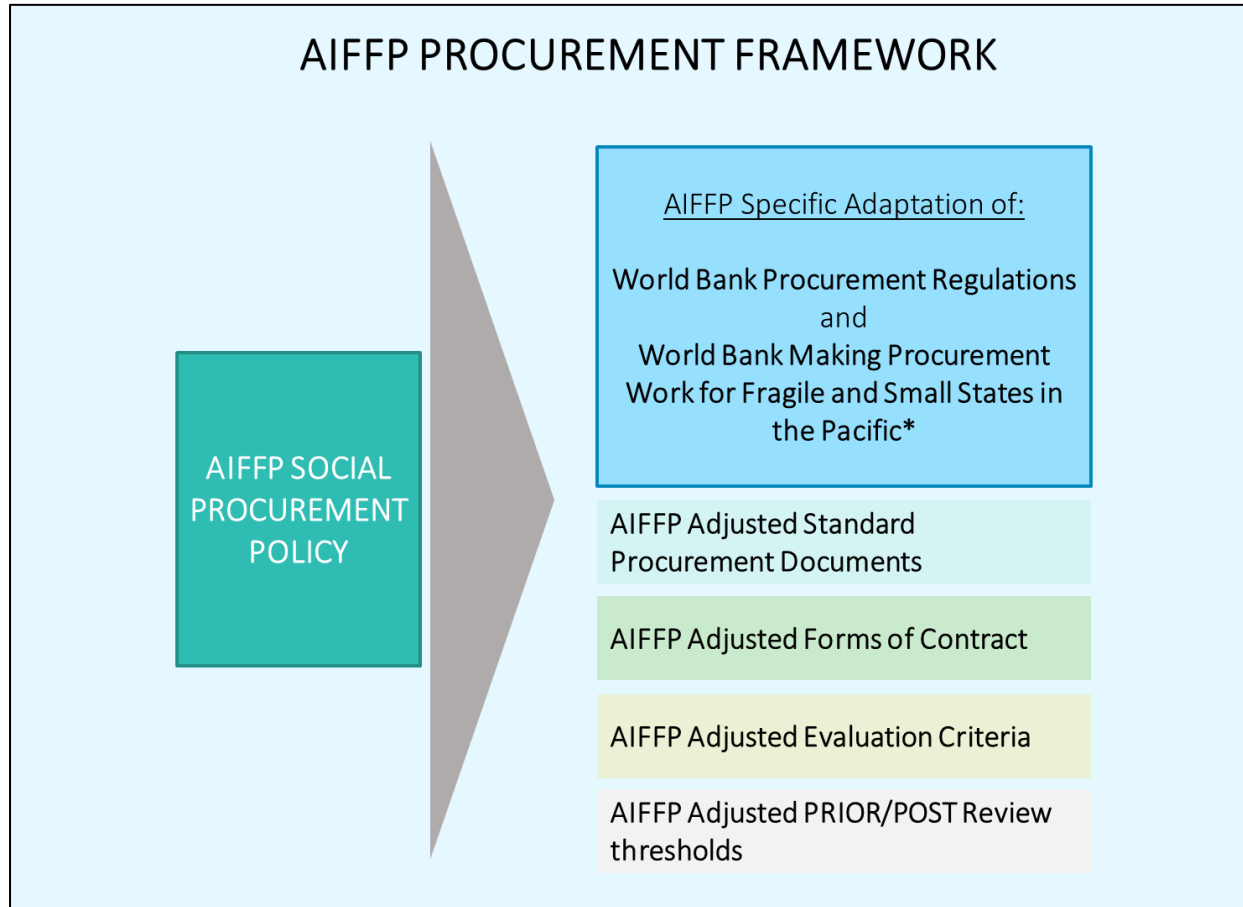 AIFFP PROCUREMENT FRAMEWORK
AIFFP SOCIAL
PROCUREMENT
POLICY
AIFFP Specific Adaptation of:
World Bank Procurement Regulations
and
World Bank Making Procurement
Work for Fragile and Small States in
the Pacific*
AIFFP Adjusted Standard
Procurement Documents
AIFFP Adjusted Forms of Contract
AIFFP Adjusted Evaluation Criteria
AIFFP Adjusted PRIOR/POST Review
thresholds